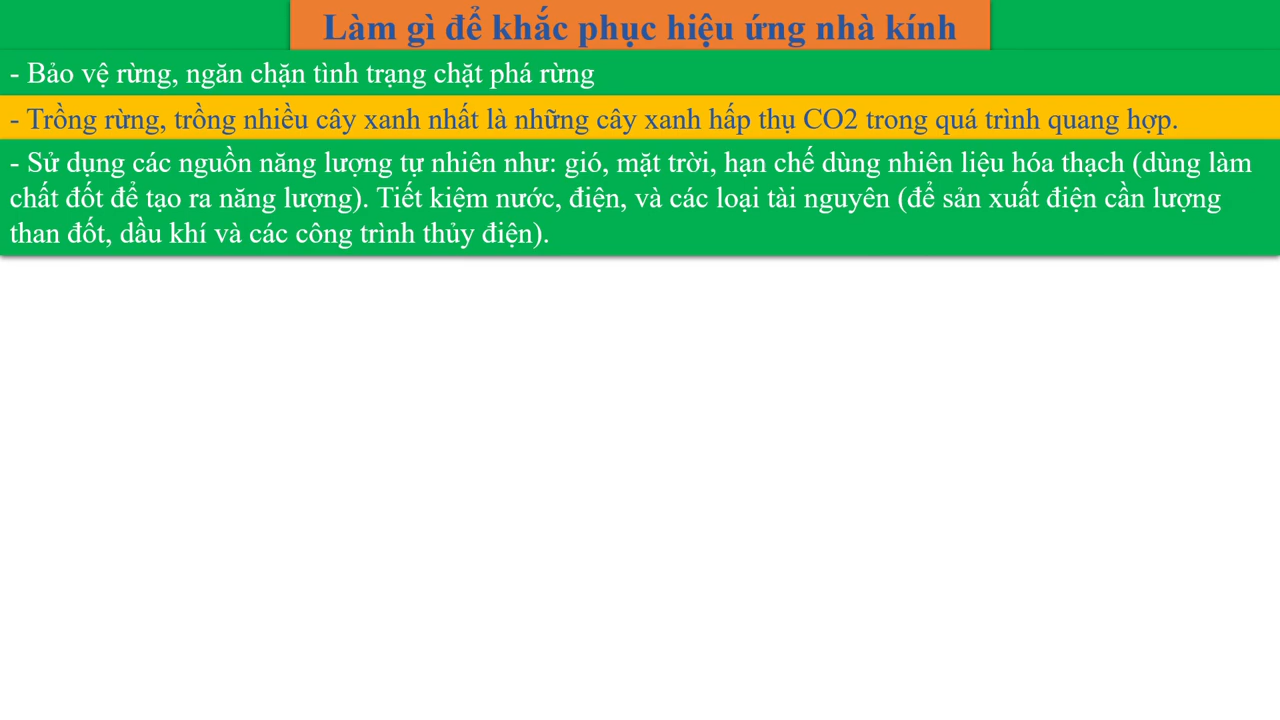 Làm gì để khắc phục hiệu ứng nhà kính
- Bảo vệ rừng, ngăn chặn tình trạng chặt phá rừng
- Trồng rừng, trồng nhiều cây xanh nhất là những cây xanh hấp thụ CO2 trong quá trình quang hợp.
- Sử dụng các nguồn năng lượng tự nhiên như: gió, mặt trời, hạn chế dùng nhiên liệu hóa thạch (dùng làm
chất đốt để tạo ra năng lượng). Tiết kiệm nước, điện, và các loại tài nguyên (để sản xuất điện cần lượng
than đốt, dầu khí và các công trình thủy điện).